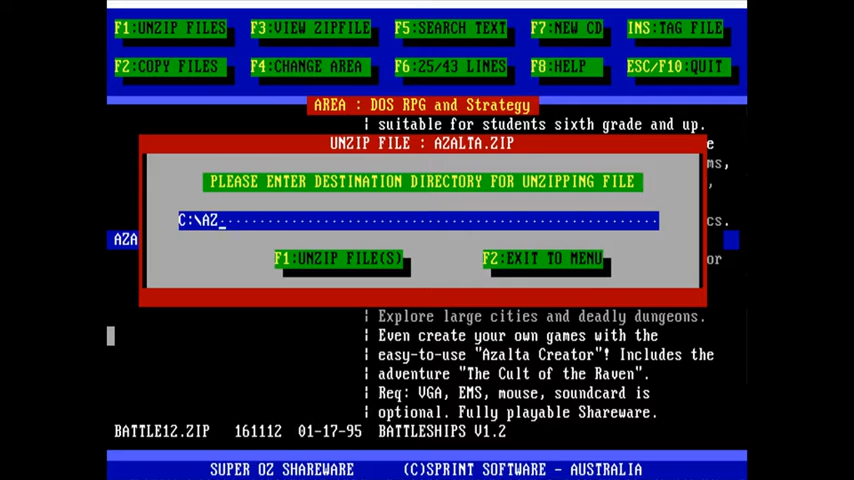 F1:UNZIP FILES F3:VIEW ZIPFILE F5:SEARCH TEXT F7:NEW CD INS:TAG FILE
F2:COPY FILES F4:CHANGE AREA F6:25/43 LINES F8:HELP ESC/F10:QUIT
AREA : DOS RPG and Strategy
| suitable for students sixth grade and up.
UNZIP FILE : AZALTA.ZIP
e
ms,
PLEASE ENTER DESTINATION DIRECTORY FOR UNZIPPING FILE
C:\AZ_
cs.
AZA
F1:UNZIP FILE(S) F2:EXIT TO MENU
or
| Explore large cities and deadly dungeons.
| Even create your own games with the
| easy-to-use "Azalta Creator"! Includes the
| adventure "The Cult of the Raven".
| Req: VGA, EMS, mouse, soundcard is
| optional. Fully playable Shareware.
BATTLE12.ZIP 161112 01-17-95 BATTLESHIPS V1.2
SUPER OZ SHAREWARE (C)SPRINT SOFTWARE - AUSTRALIA